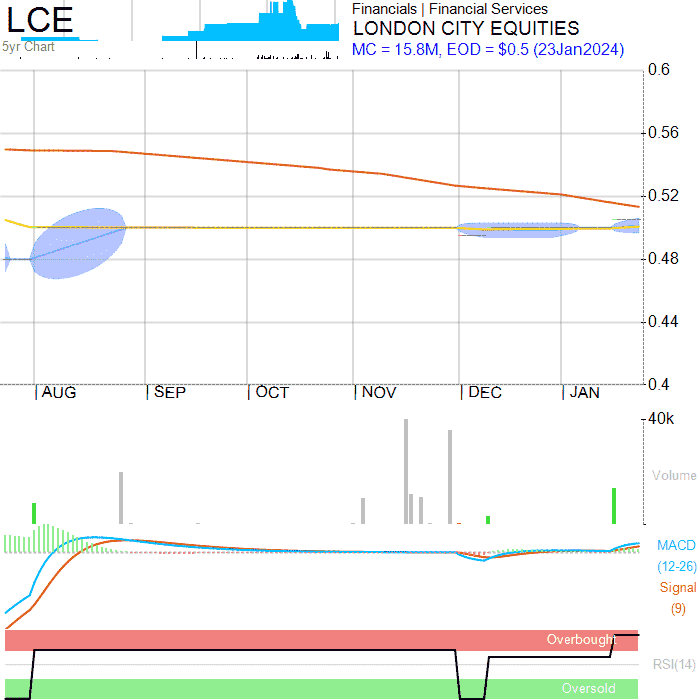 LCE
5yr Chart
Financials | Financial Services
LONDON CITY EQUITIES
MC = 15.8M, EOD = $0.5 (23Jan2024)
0.6
0.56
0.52
0.48
0.44
0.4
AUG SEP OCT NOV DEC JAN
40k
Volume
MACD
(12-26)
Signal
(9)
Overbought
RSI(14)
Oversold